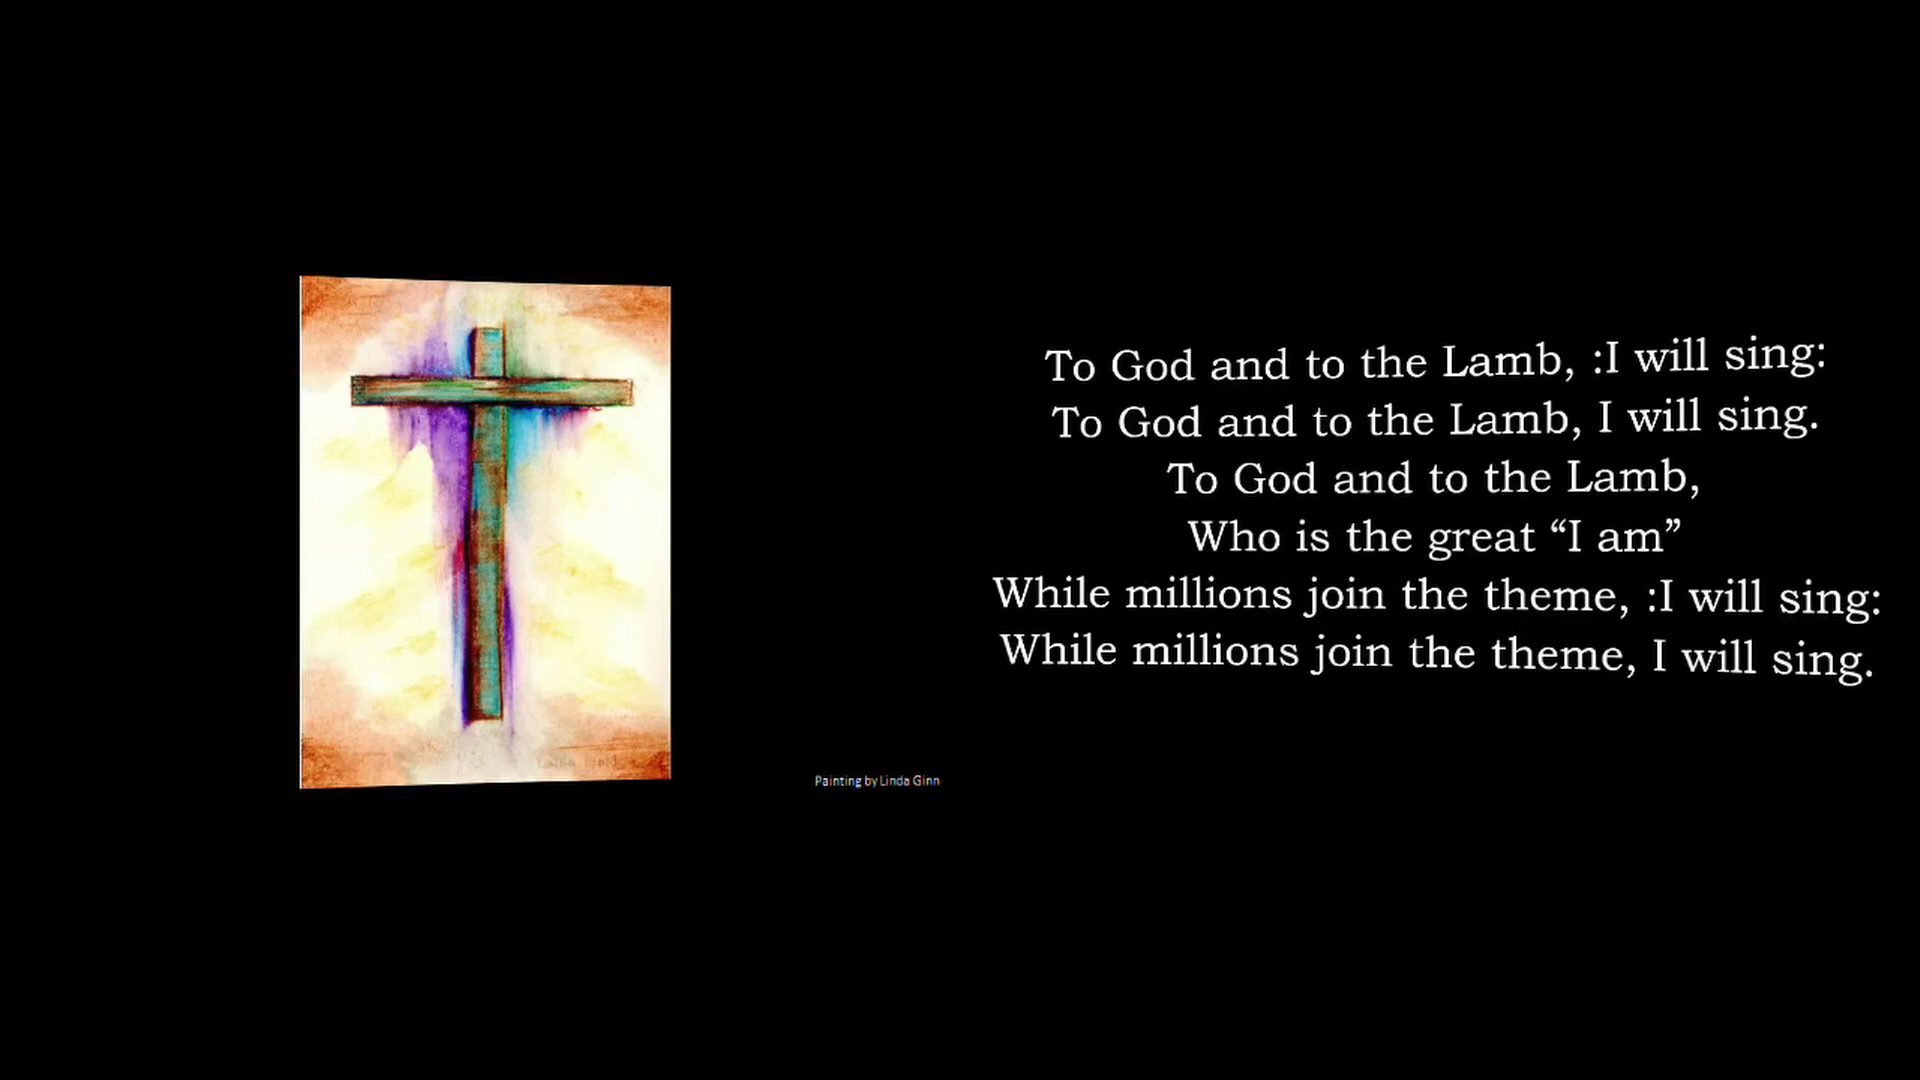 To God and to the Lamb, :I will sing:
To God and to the Lamb, I will sing.
To God and to the Lamb,
Who is the great “I am”
While millions join the theme, :I will sing:
While millions join the theme, I will sing.
Painting by Linda Ginn